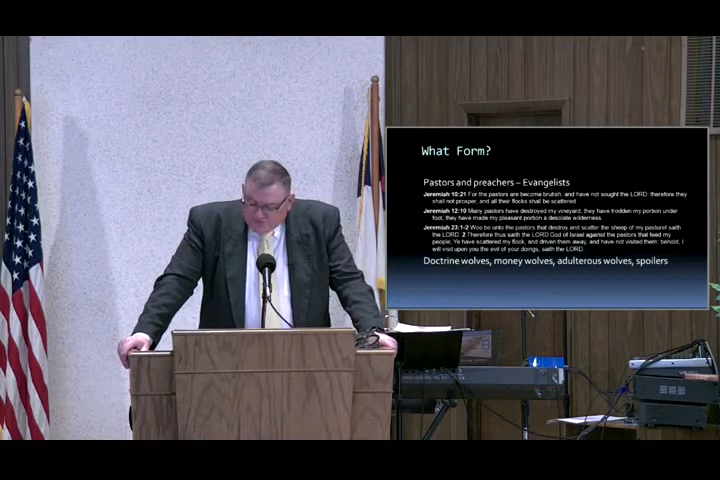 What Form?
Pastors and preachers – Evangelists
Jeremiah 10:21 For the pastors are become brutish, and have not sought the LORD: therefore they
shall not prosper, and all their flocks shall be scattered.
Jeremiah 12:10 Many pastors have destroyed my vineyard, they have trodden my portion under
foot, they have made my pleasant portion a desolate wilderness.
Jeremiah 23:1-2 Woe be unto the pastors that destroy and scatter the sheep of my pasture! saith
the LORD. 2 Therefore thus saith the LORD God of Israel against the pastors that feed my
people; Ye have scattered my flock, and driven them away, and have not visited them: behold, I
will visit upon you the evil of your doings, saith the LORD.
Doctrine wolves, money wolves, adulterous wolves, spoilers